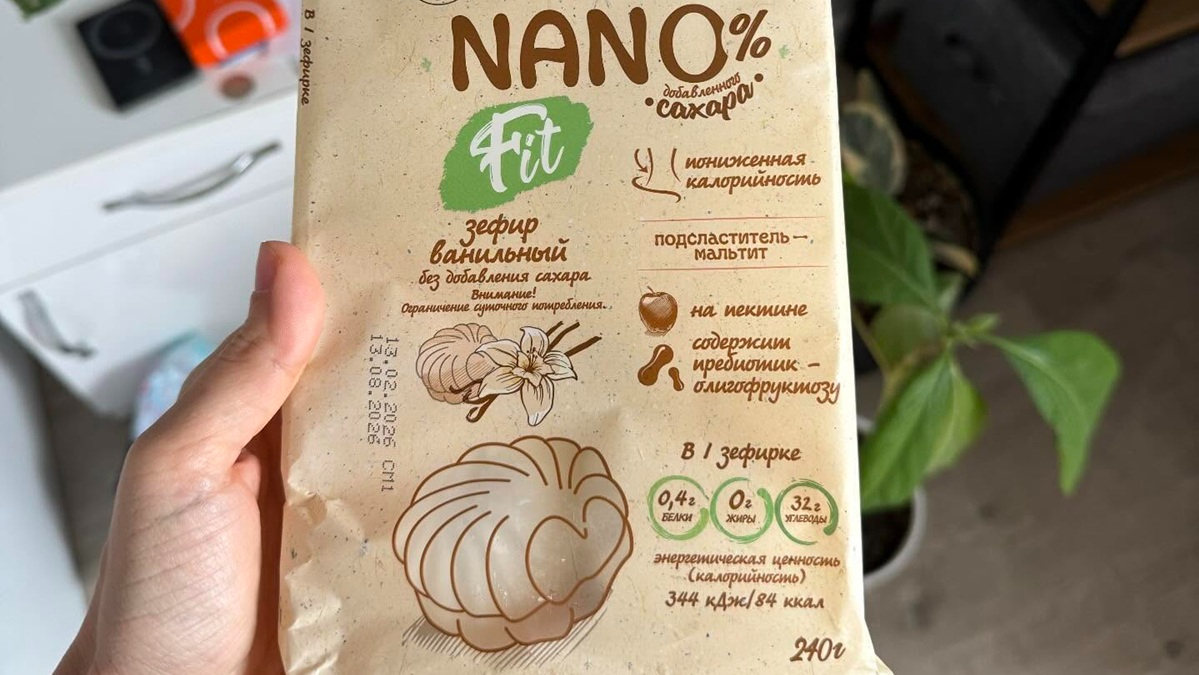 В 1 зефирке
NANO%
добавленного
сахара
Fit
пониженная
калорийность
зефир
ванильный
без добавления сахара
Внимание!
Ограничение суточного потребления.
подсластитель –
мальтит
на пектине
содержит
пребиотик –
олигофруктозу
13.02.2026 СМ1
13.08.2026
В 1 зефирке
0,4г
БЕЛКИ
0г
ЖИРЫ
32г
УГЛЕВОДЫ
энергетическая ценность
(калорийность)
344 кДж/84 ккал
240г